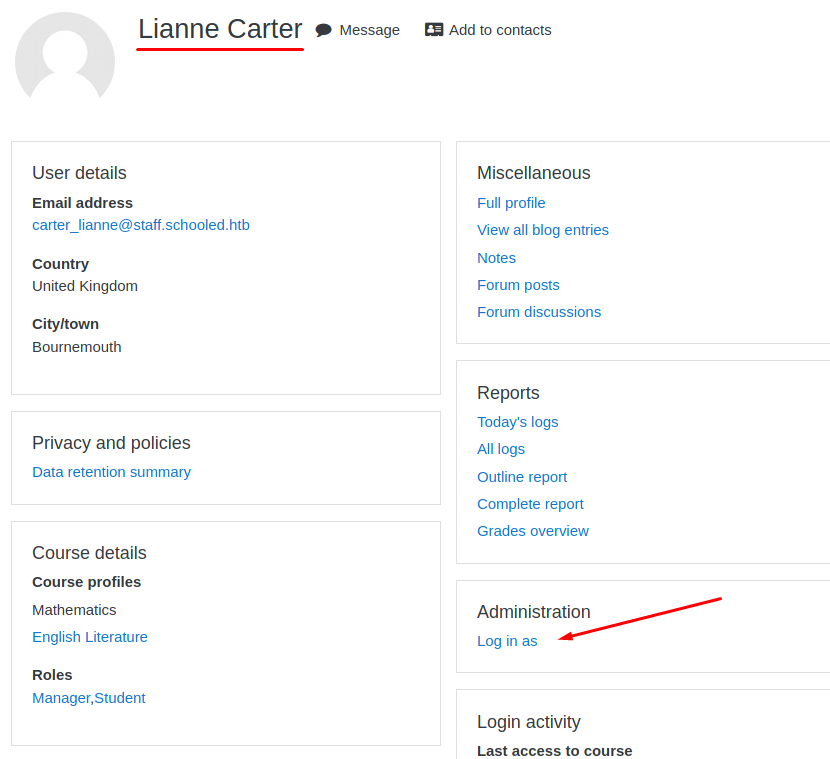 Lianne Carter Message Add to contacts
User details
Email address
carter_lianne@staff.schooled.htb
Country
United Kingdom
City/town
Bournemouth
Privacy and policies
Data retention summary
Course details
Course profiles
Mathematics
English Literature
Roles
Manager,Student
Miscellaneous
Full profile
View all blog entries
Notes
Forum posts
Forum discussions
Reports
Today's logs
All logs
Outline report
Complete report
Grades overview
Administration
Log in as
Login activity
Last access to course